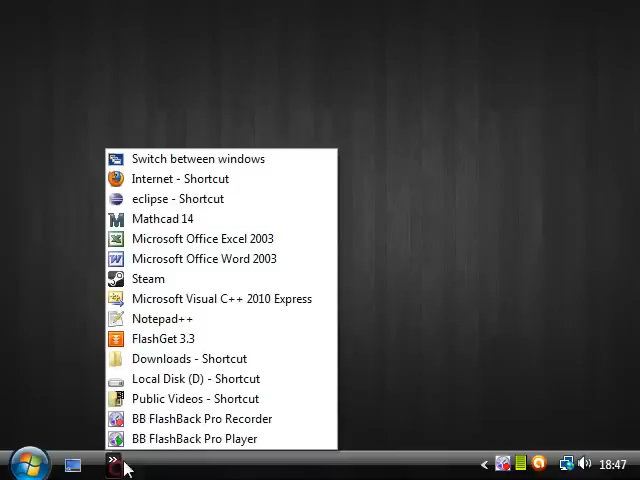 Switch between windows
Internet - Shortcut
eclipse - Shortcut
Mathcad 14
Microsoft Office Excel 2003
Microsoft Office Word 2003
Steam
Microsoft Visual C++ 2010 Express
Notepad++
FlashGet 3.3
Downloads - Shortcut
Local Disk (D) - Shortcut
Public Videos - Shortcut
BB FlashBack Pro Recorder
BB FlashBack Pro Player
18:47